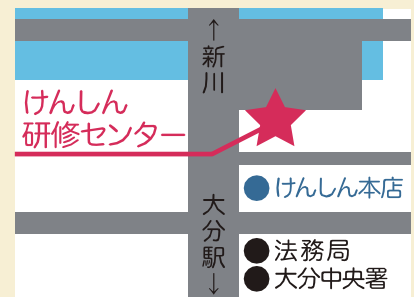 ↑
新川
けんしん
研修センター
けんしん本店
大分駅
↓
法務局
大分中央署